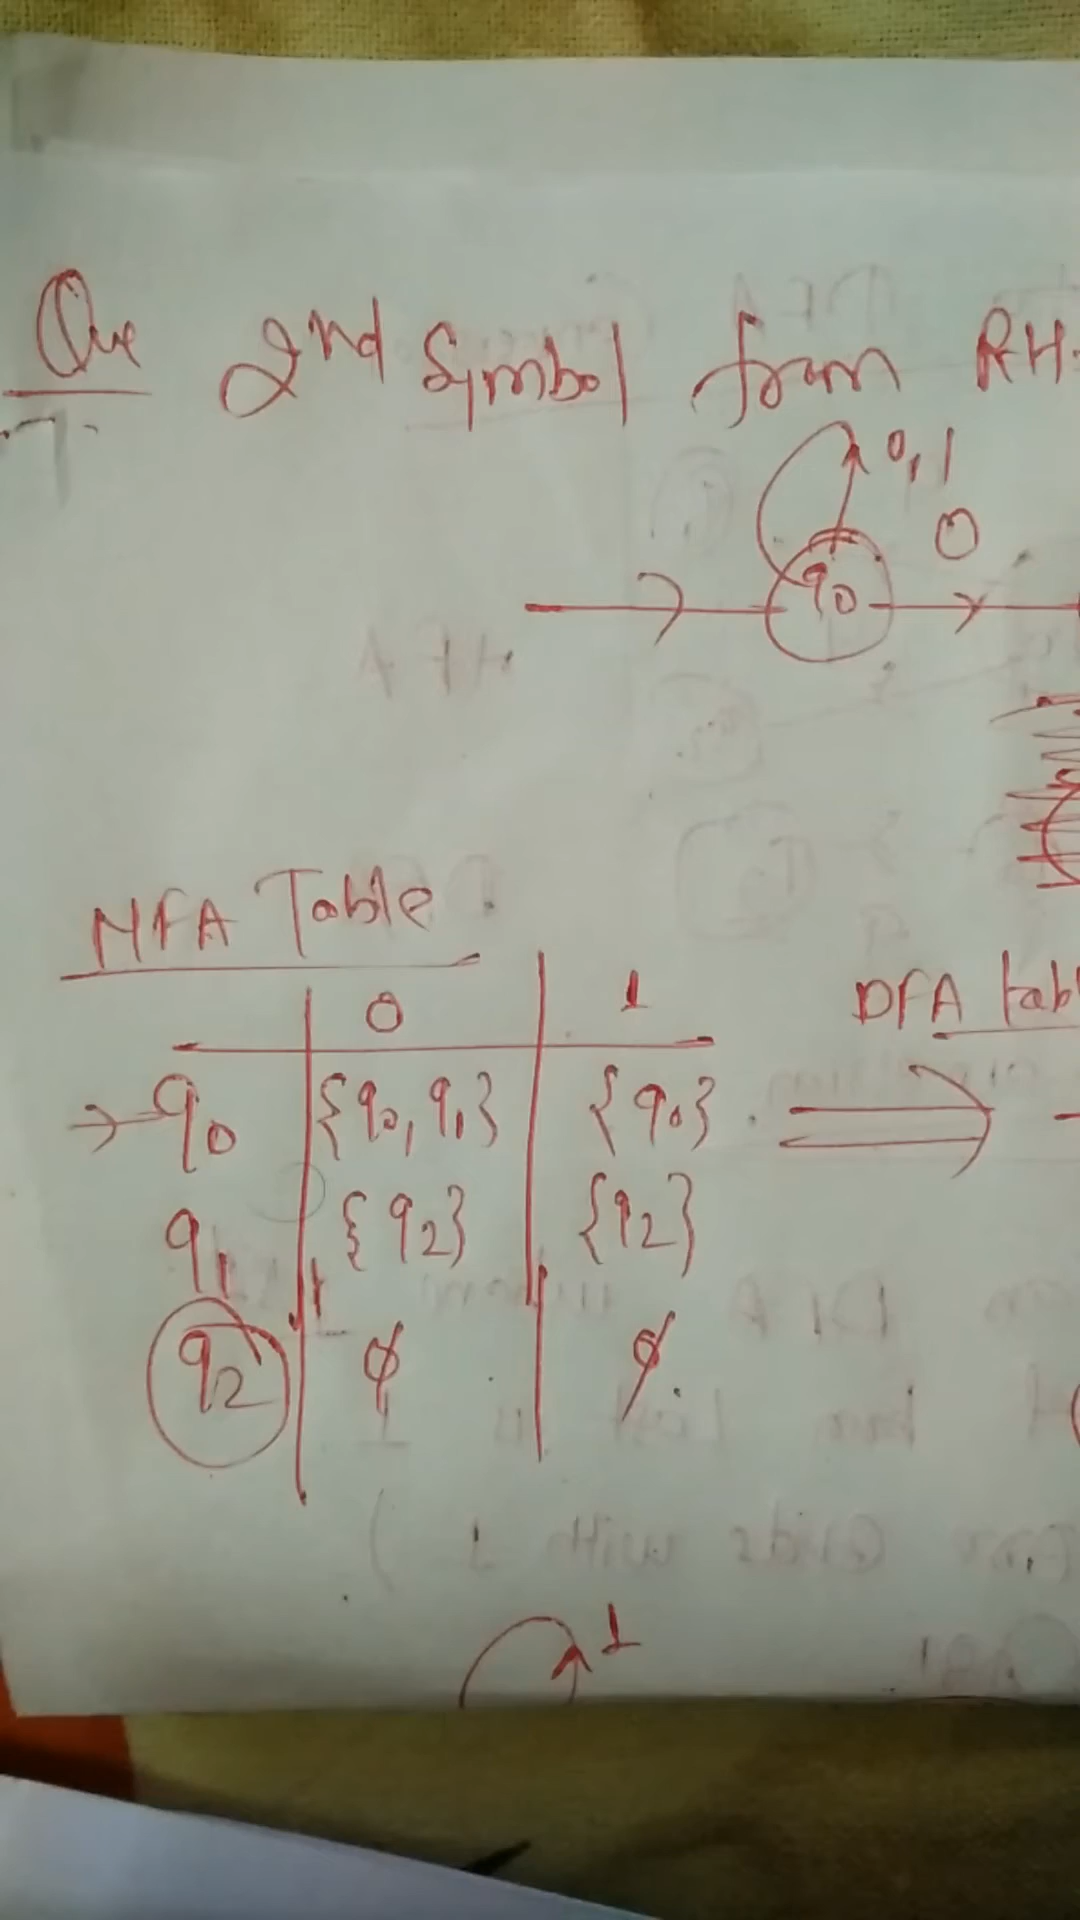 Que 2nd Symbol from RH
0,1
0
q0
NFA Table
0 1
DFA tab
→q0 {q0, q1} {q0}
q1 {q2} {q2}
q2 ϕ ϕ
1